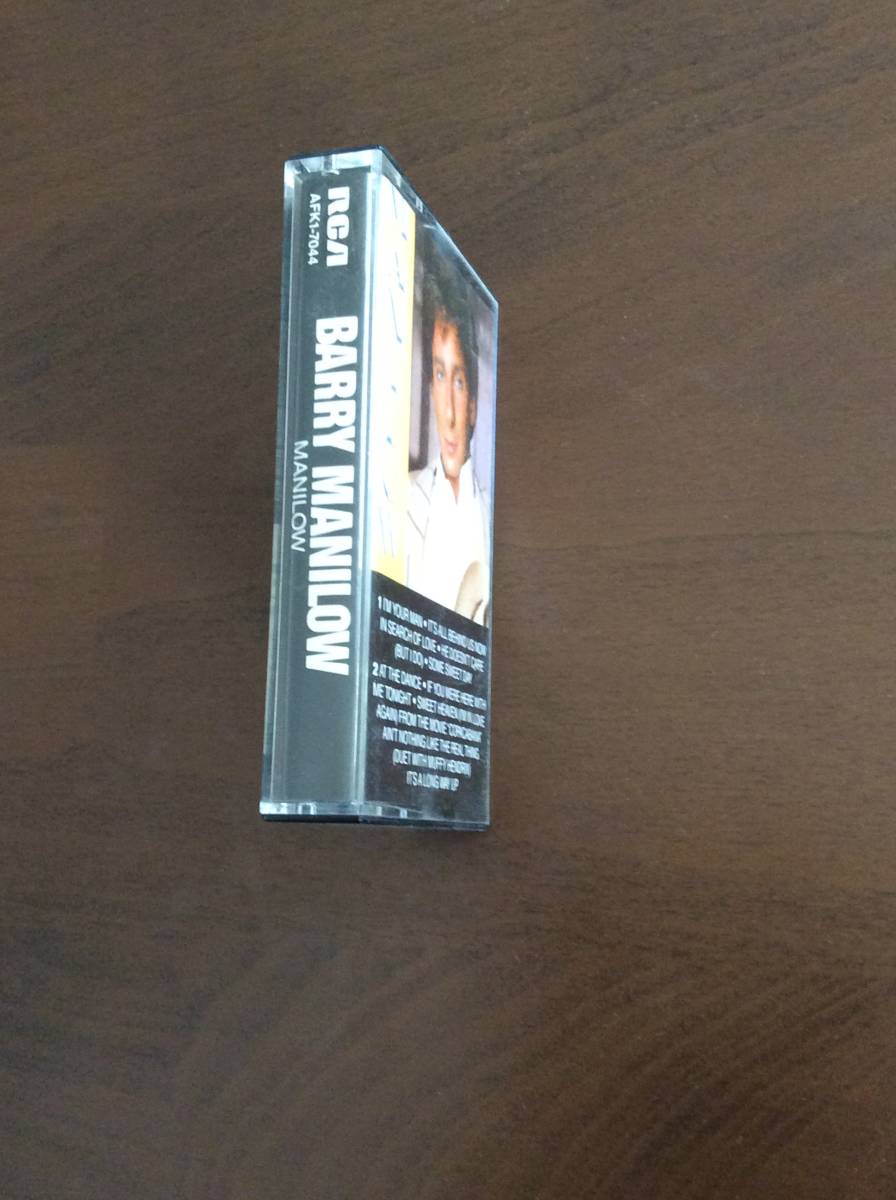 RCA
AFK1-7044
BARRY MANILOW
MANILOW
1 I'M YOUR MAN • IT'S ALL BEHIND US NOW
IN SEARCH OF LOVE • HE DOESN'T CARE
(BUT I DO) • SOME SWEET DAY
2 AT THE DANCE • IF YOU WERE HERE WITH
ME TONIGHT • SWEET HEAVEN (I'M IN LOVE
AGAIN) FROM THE MOVIE "COPACABANA"
AIN'T NOTHING LIKE THE REAL THING
(DUET WITH MUFFY HENDRIX)
IT'S A LONG WAY UP